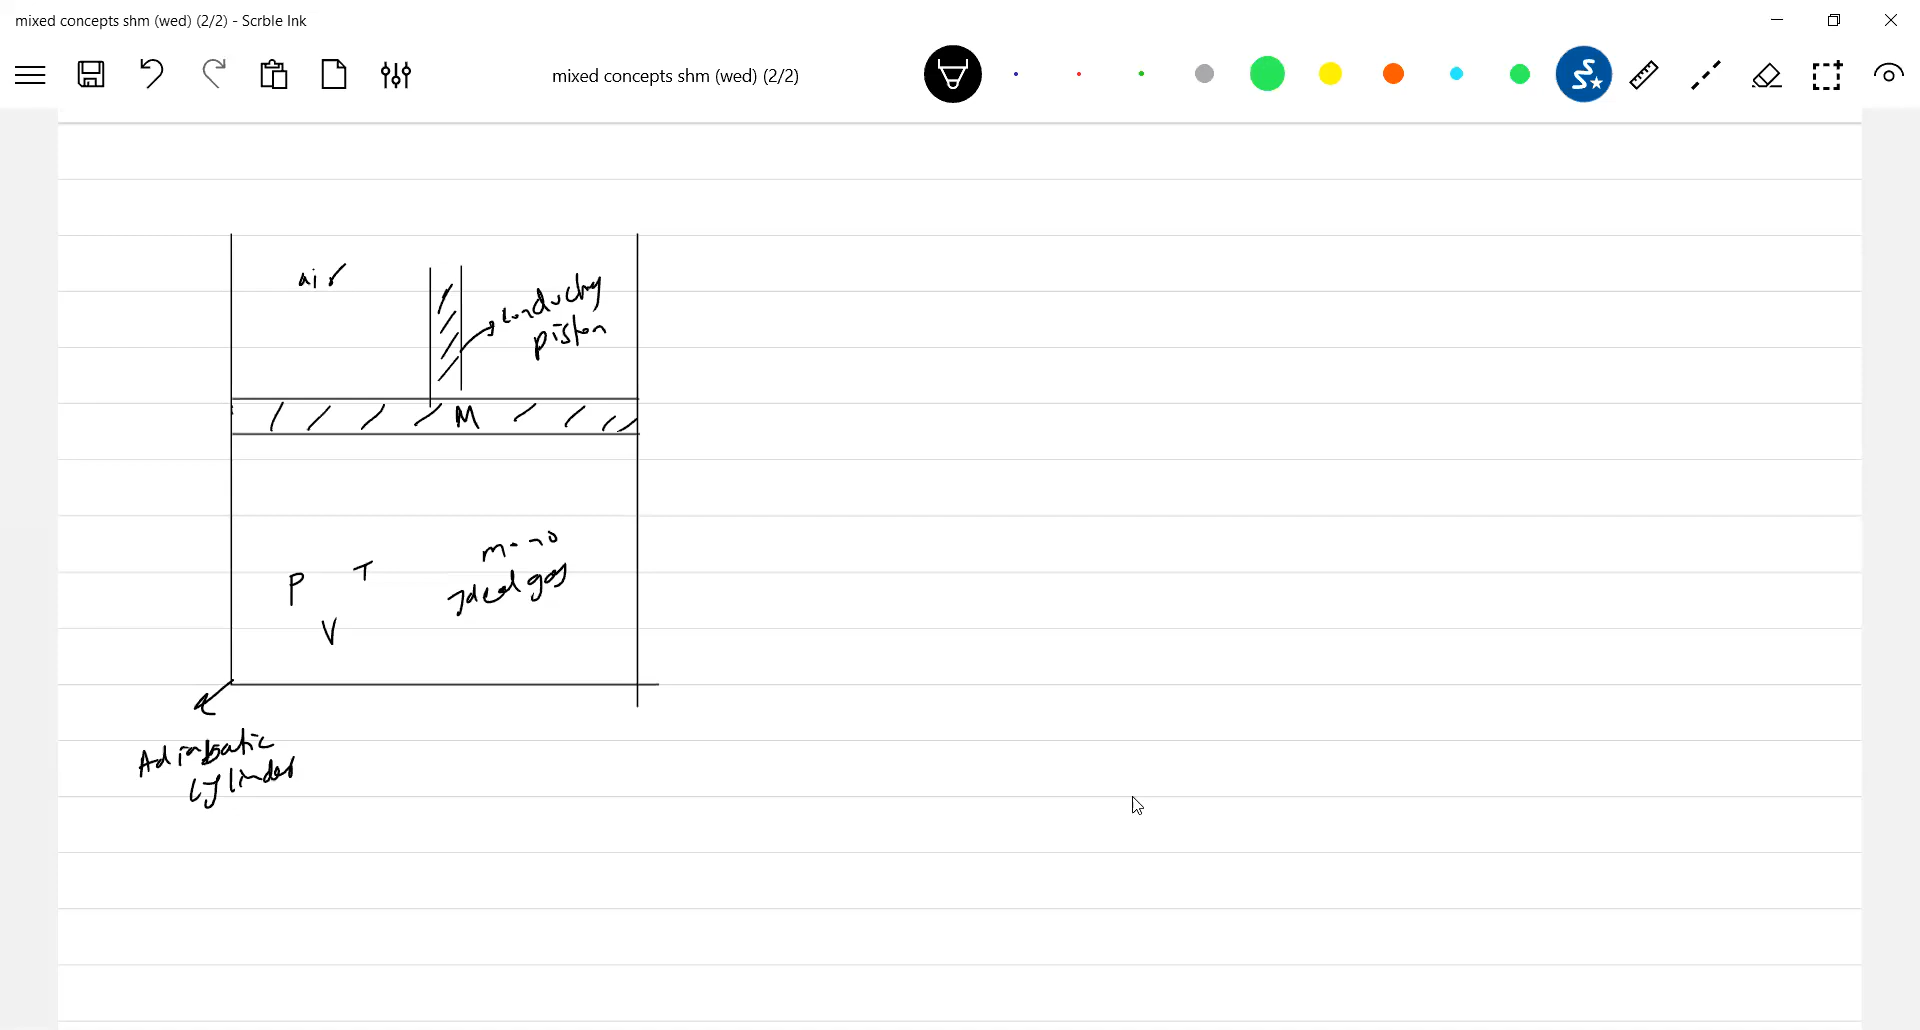 mixed concepts shm (wed) (2/2) - Scrble Ink
mixed concepts shm (wed) (2/2)
air
conducting
piston
M
mono
Ideal gas
P T
V
Adiabatic
cylinder